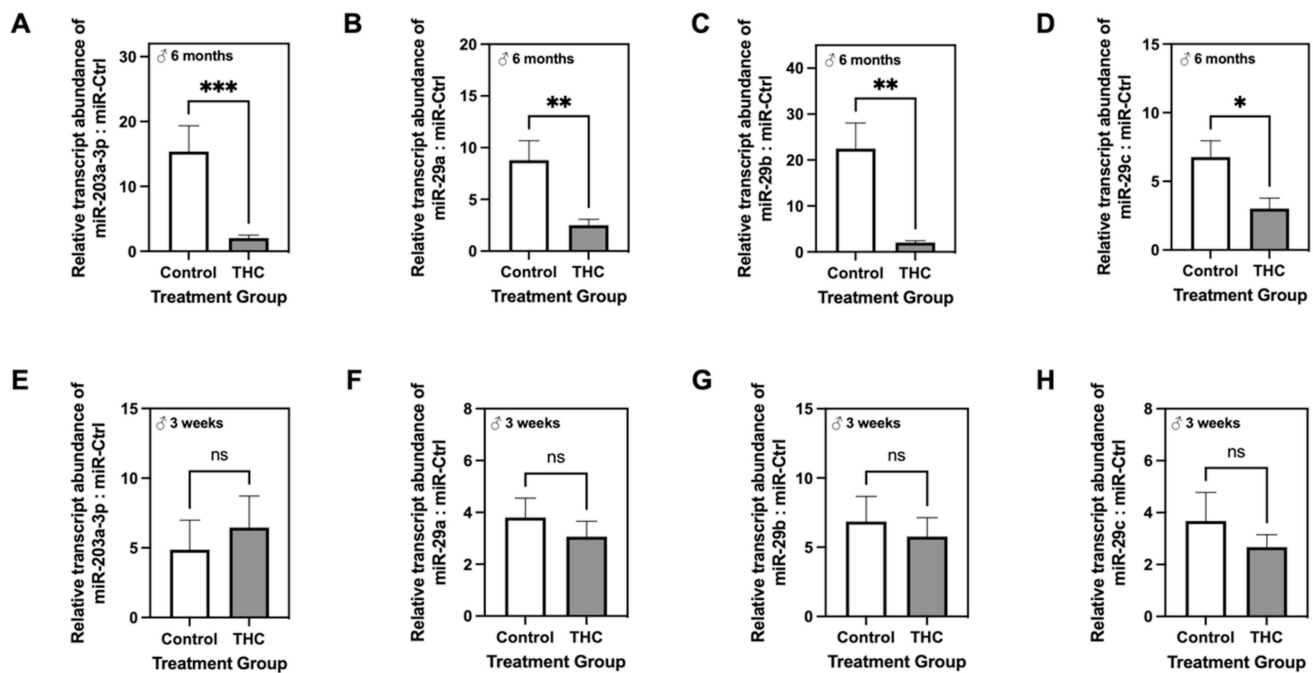 A
Relative transcript abundance of
miR-203a-3p : miR-Ctrl
30
20
10
0
♂ 6 months
***
Control THC
Treatment Group
B
Relative transcript abundance of
miR-29a : miR-Ctrl
20
15
10
5
0
♂ 6 months
**
Control THC
Treatment Group
C
Relative transcript abundance of
miR-29b : miR-Ctrl
40
30
20
10
0
♂ 6 months
**
Control THC
Treatment Group
D
Relative transcript abundance of
miR-29c : miR-Ctrl
15
10
5
0
♂ 6 months
*
Control THC
Treatment Group
E
Relative transcript abundance of
miR-203a-3p : miR-Ctrl
15
10
5
0
♂ 3 weeks
ns
Control THC
Treatment Group
F
Relative transcript abundance of
miR-29a : miR-Ctrl
8
6
4
2
0
♂ 3 weeks
ns
Control THC
Treatment Group
G
Relative transcript abundance of
miR-29b : miR-Ctrl
15
10
5
0
♂ 3 weeks
ns
Control THC
Treatment Group
H
Relative transcript abundance of
miR-29c : miR-Ctrl
8
6
4
2
0
♂ 3 weeks
ns
Control THC
Treatment Group